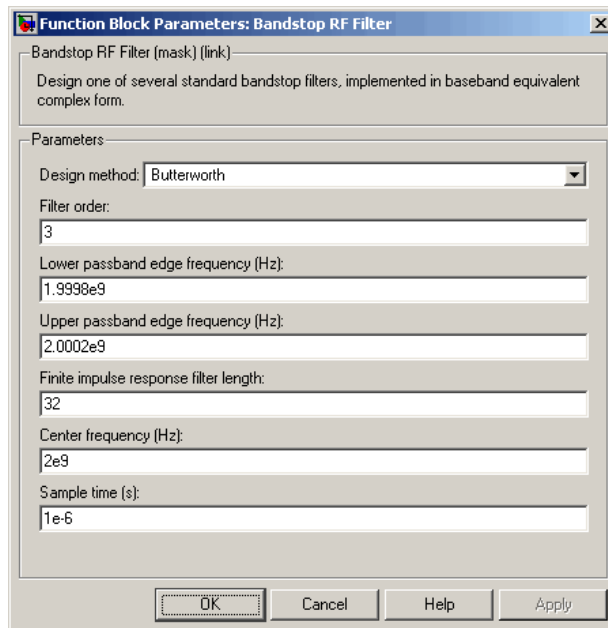 Function Block Parameters: Bandstop RF Filter
Bandstop RF Filter (mask) (link)
Design one of several standard bandstop filters, implemented in baseband equivalent
complex form.
Parameters
Design method: Butterworth
Filter order:
3
Lower passband edge frequency (Hz):
1.9998e9
Upper passband edge frequency (Hz):
2.0002e9
Finite impulse response filter length:
32
Center frequency (Hz):
2e9
Sample time (s):
1e-6
OK Cancel Help Apply